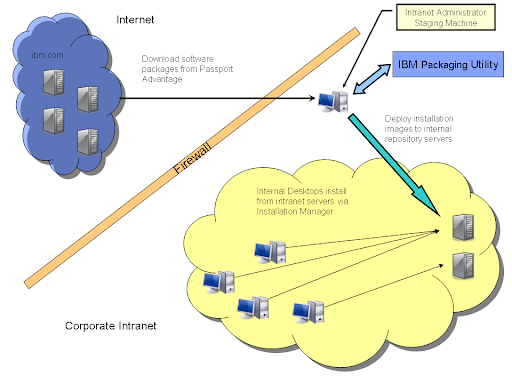 Internet
Intranet Administrator
Staging Machine
ibm.com
Download software
packages from Passport
Advantage
IBM Packaging Utility
Deploy installation
Images to internal
repository servers
Firewall
Internal Desktops install
from intranet servers via
Installation Manager
Corporate Intranet